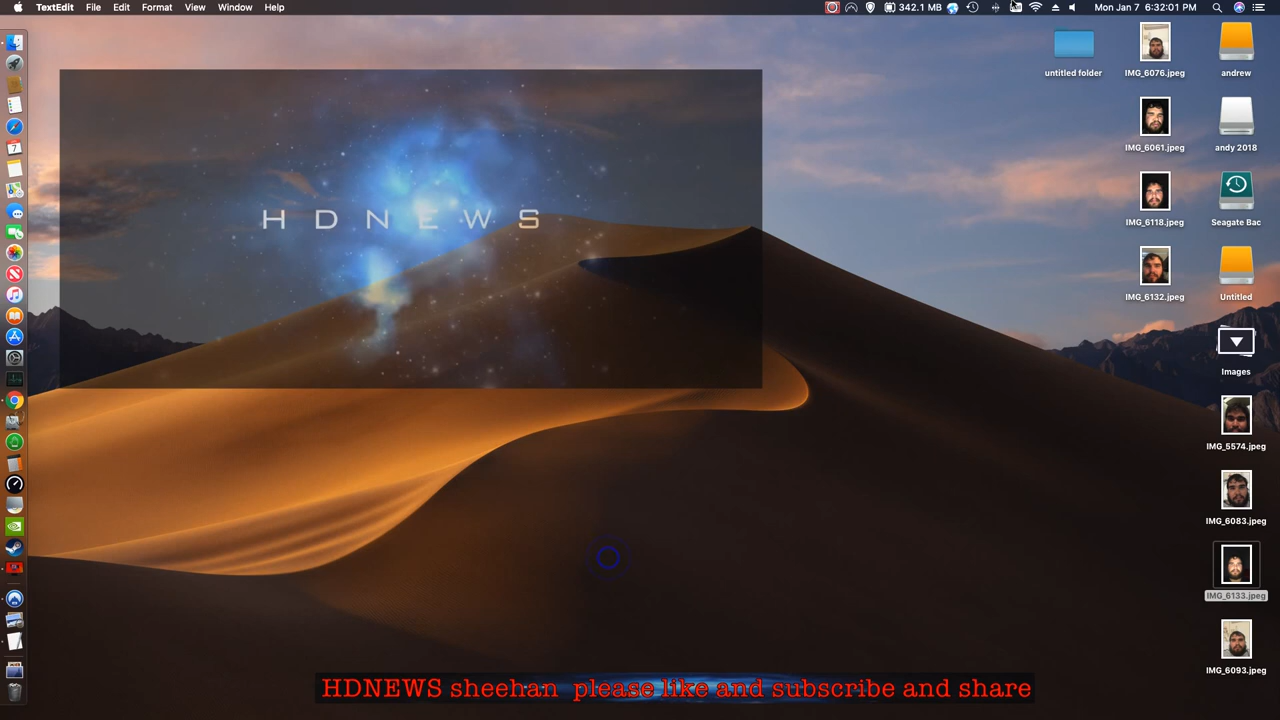 TextEdit File Edit Format View Window Help 342.1 MB Mon Jan 7 6:32:01 PM
untitled folder
IMG_6076.jpeg
andrew
IMG_6061.jpeg
andy 2018
IMG_6118.jpeg
Seagate Bac
IMG_6132.jpeg
Untitled
Images
IMG_5574.jpeg
IMG_6083.jpeg
IMG_6133.jpeg
IMG_6093.jpeg
HDNEWS
7
HDNEWS sheehan please like and subscribe and share